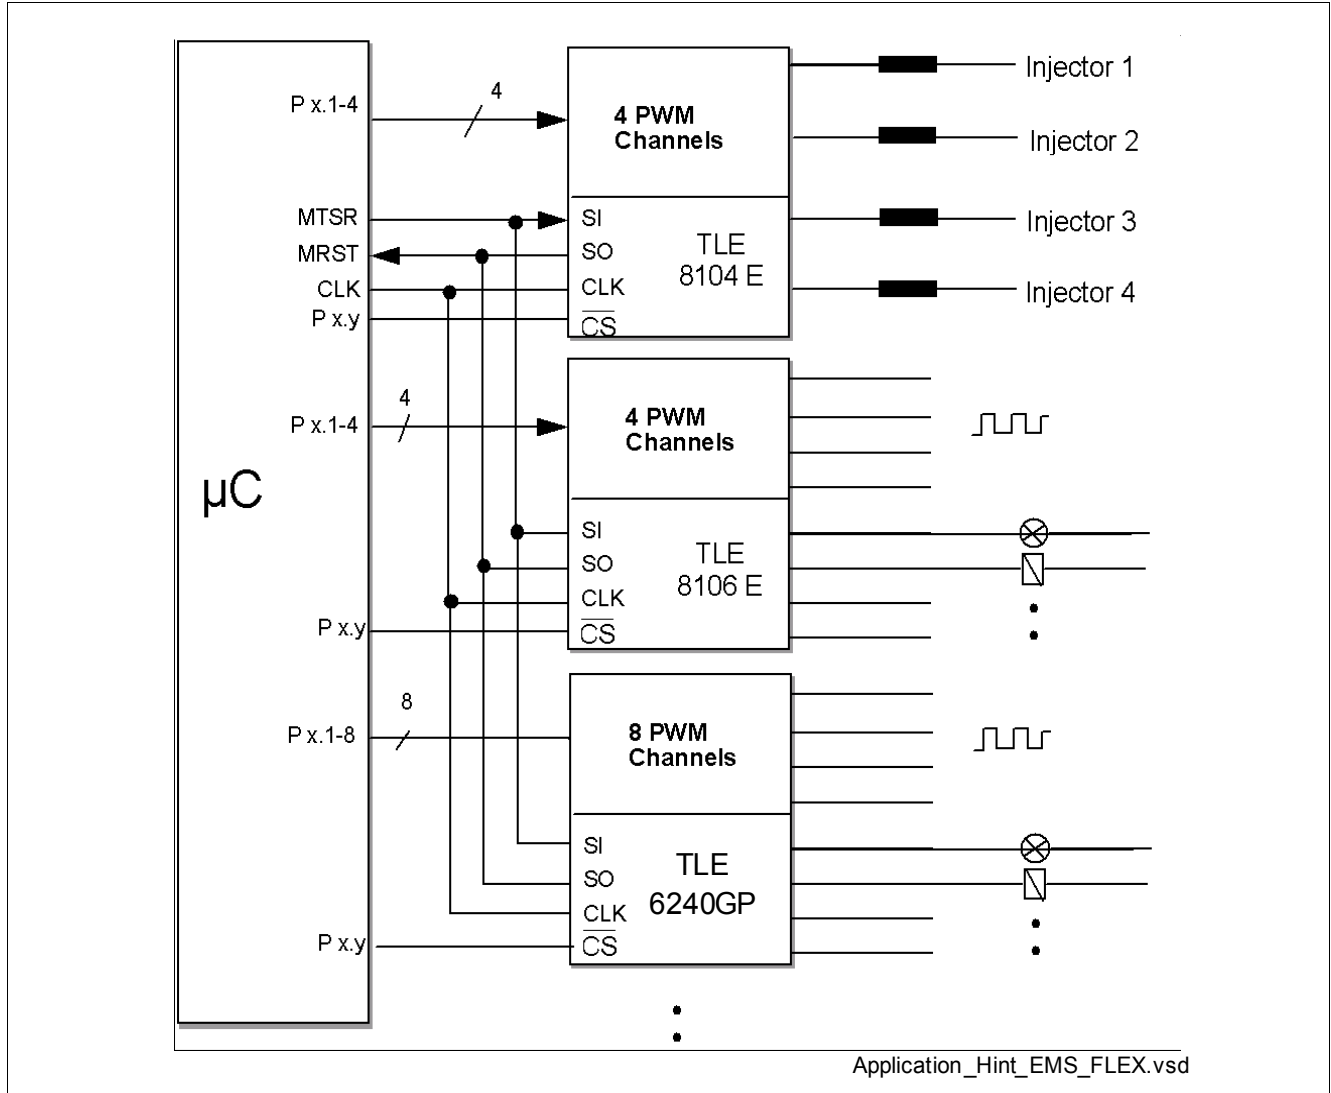 µC
P x.1-4
4
MTSR
MRST
CLK
P x.y
4 PWM
Channels
SI
SO
CLK
CS
TLE
8104 E
Injector 1
Injector 2
Injector 3
Injector 4
P x.1-4
4
P x.y
4 PWM
Channels
SI
SO
CLK
CS
TLE
8106 E
P x.1-8
8
P x.y
8 PWM
Channels
SI
SO
CLK
CS
TLE
6240GP
Application_Hint_EMS_FLEX.vsd